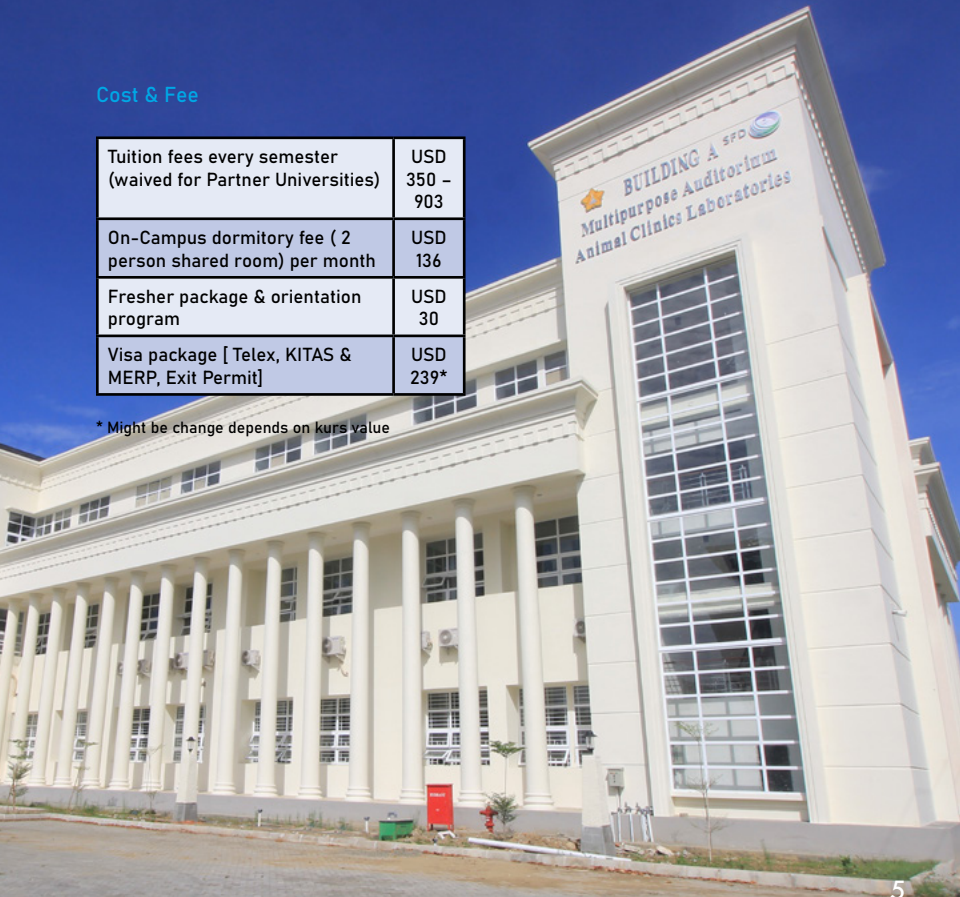 Cost & Fee
Tuition fees every semester
(waived for Partner Universities)
USD
350 –
903
On-Campus dormitory fee ( 2
person shared room) per month
USD
136
Fresher package & orientation
program
USD
30
Visa package [ Telex, KITAS &
MERP, Exit Permit]
USD
239*
* Might be change depends on kurs value
SFD
BUILDING A
Multipurpose Auditorium
Animal Clinics Laboratories
5